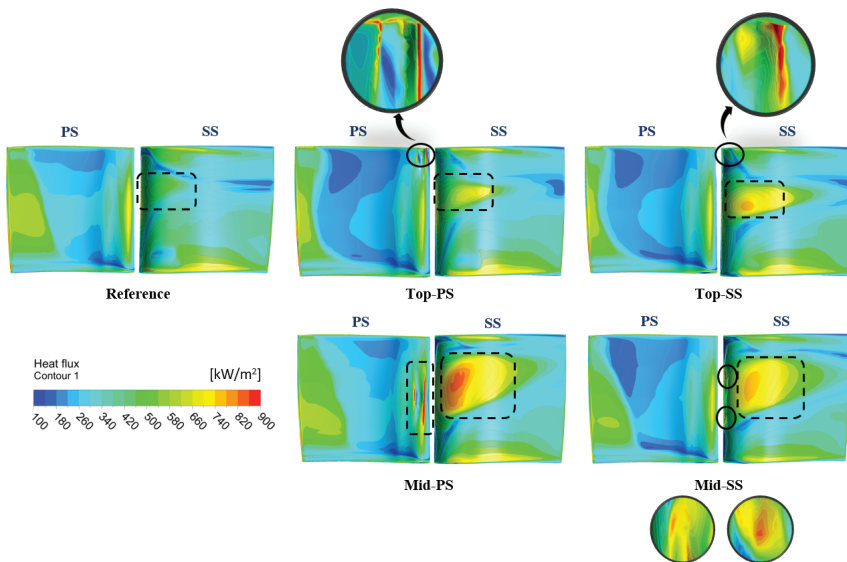 PS SS
PS SS
PS SS
Reference
Top-PS
Top-SS
PS SS
PS SS
Heat flux
Contour 1
[kW/m²]
100 180 260 340 420 500 580 660 740 820 900
Mid-PS
Mid-SS